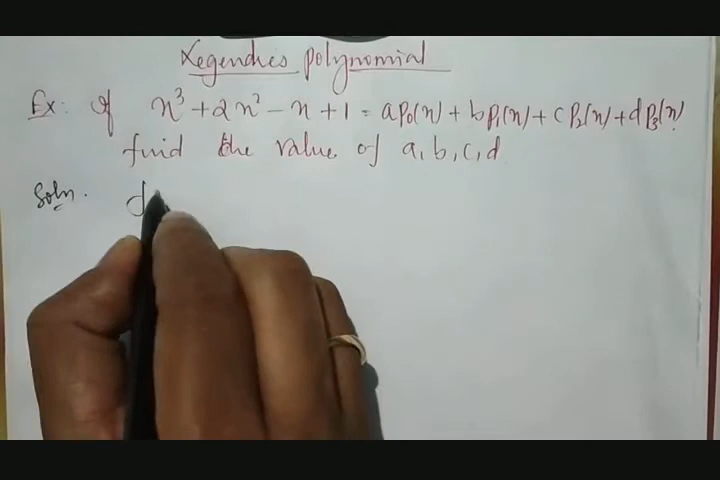 Legendres polynomial
Ex: If x³ + 2x² - x + 1 = aP₀(x) + bP₁(x) + cP₂(x) + dP₃(x)
find the value of a, b, c, d
Soln.